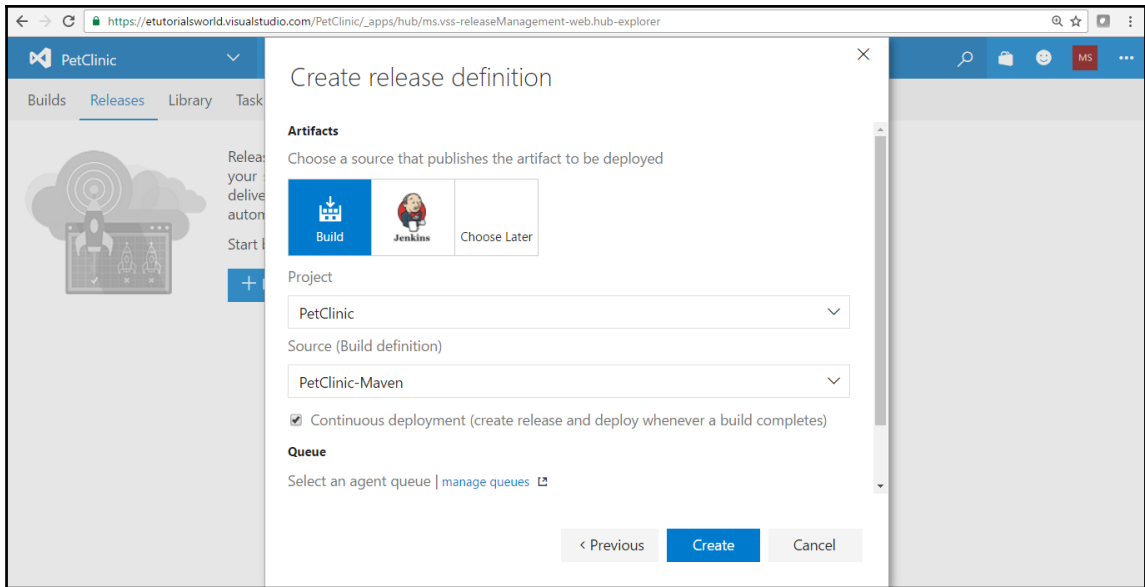 https://etutorialsworld.visualstudio.com/PetClinic/_apps/hub/ms.vss-releaseManagement-web.hub-explorer
PetClinic
MS
Builds
Releases
Library
Task
Create release definition
Artifacts
Choose a source that publishes the artifact to be deployed
Build
Jenkins
Choose Later
Project
PetClinic
Source (Build definition)
PetClinic-Maven
Continuous deployment (create release and deploy whenever a build completes)
Queue
Select an agent queue | manage queues
< Previous
Create
Cancel
your
Start